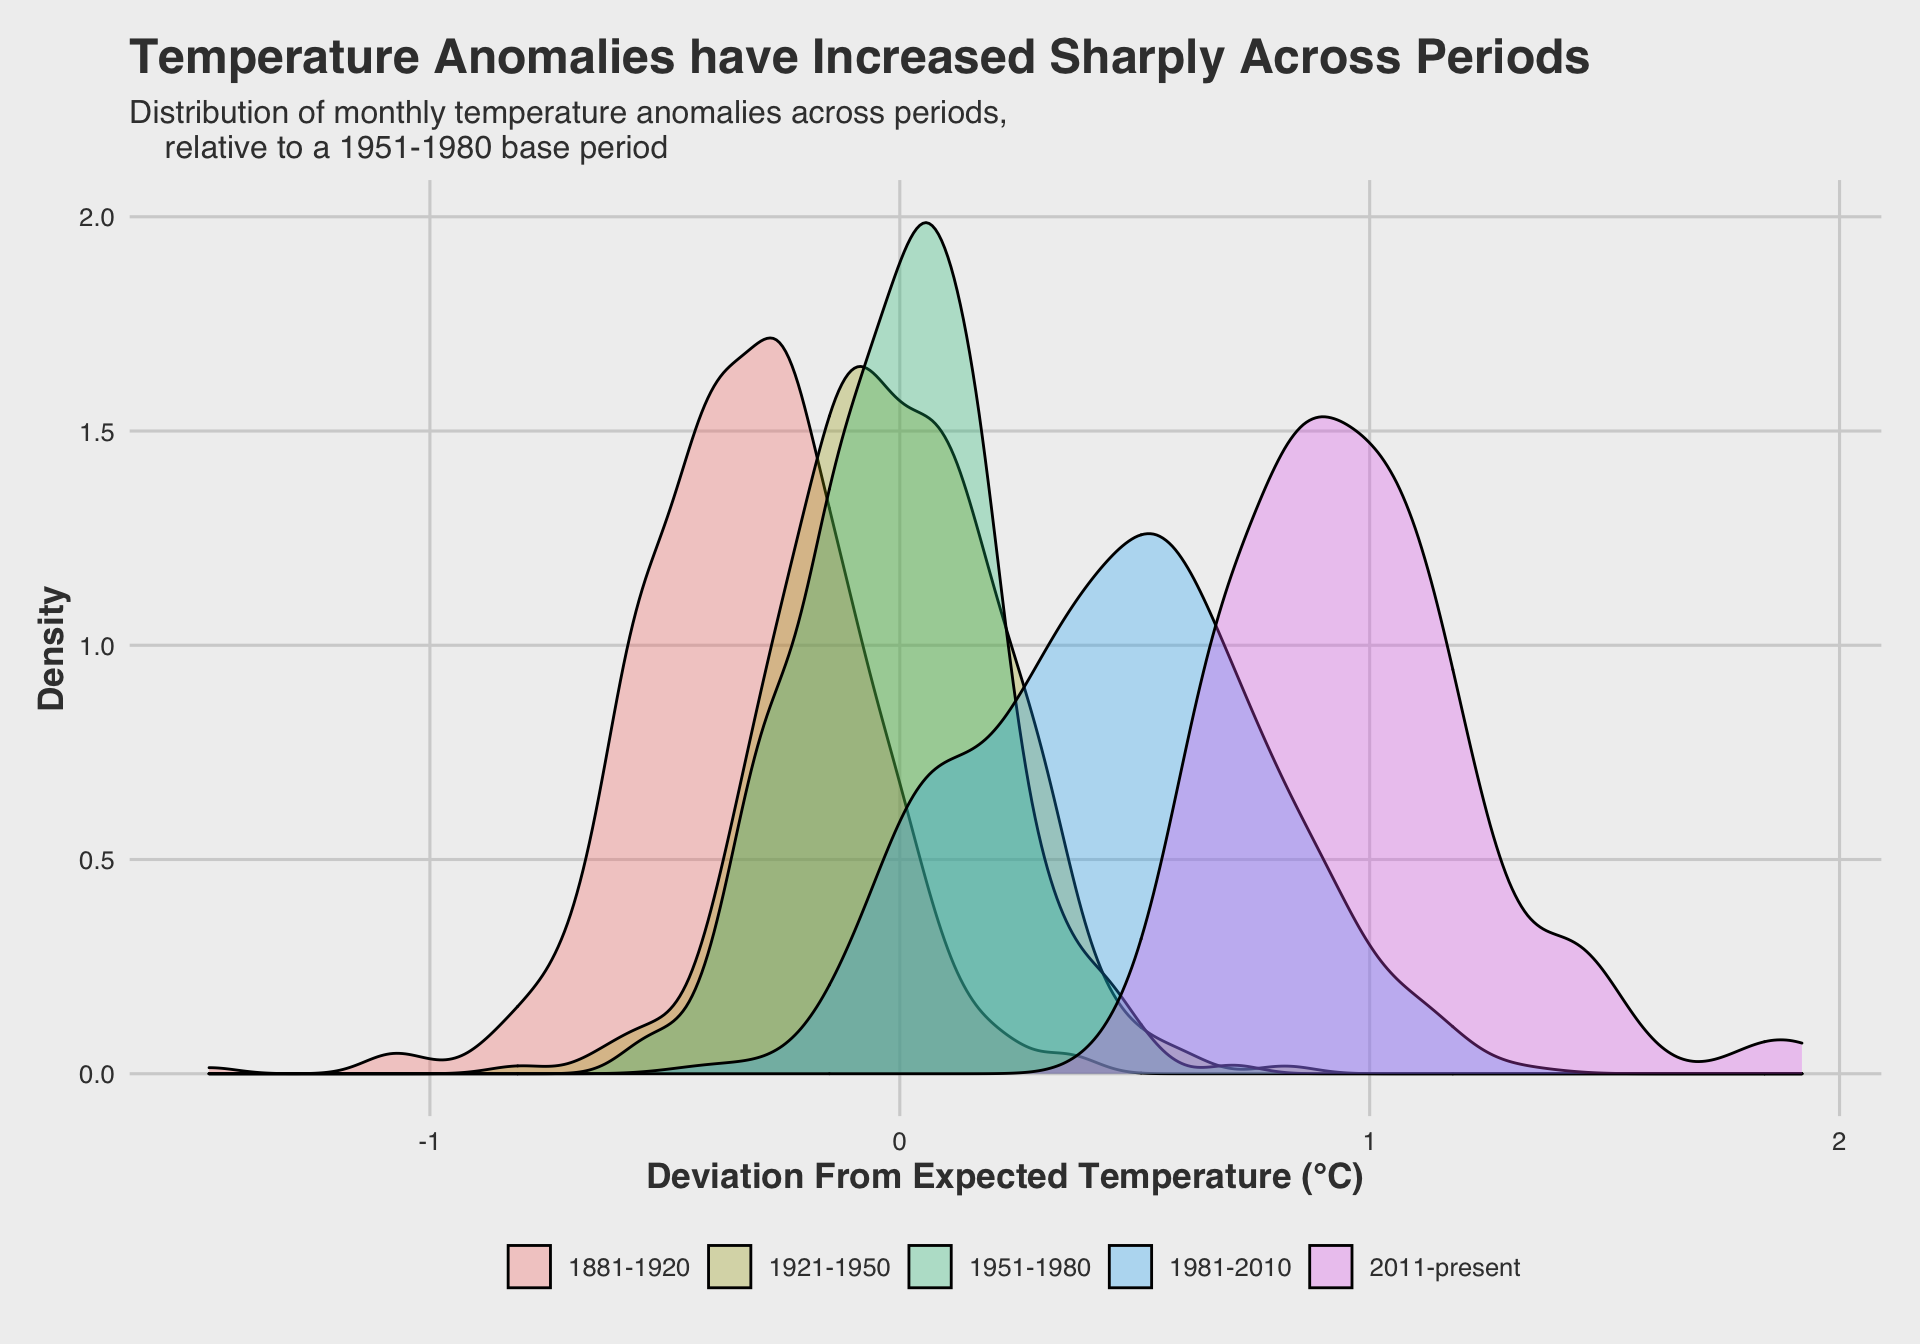 Temperature Anomalies have Increased Sharply Across Periods
Distribution of monthly temperature anomalies across periods,
relative to a 1951-1980 base period
2.0
1.5
1.0
0.5
0.0
Density
-1 0 1 2
Deviation From Expected Temperature (°C)
1881-1920 1921-1950 1951-1980 1981-2010 2011-present